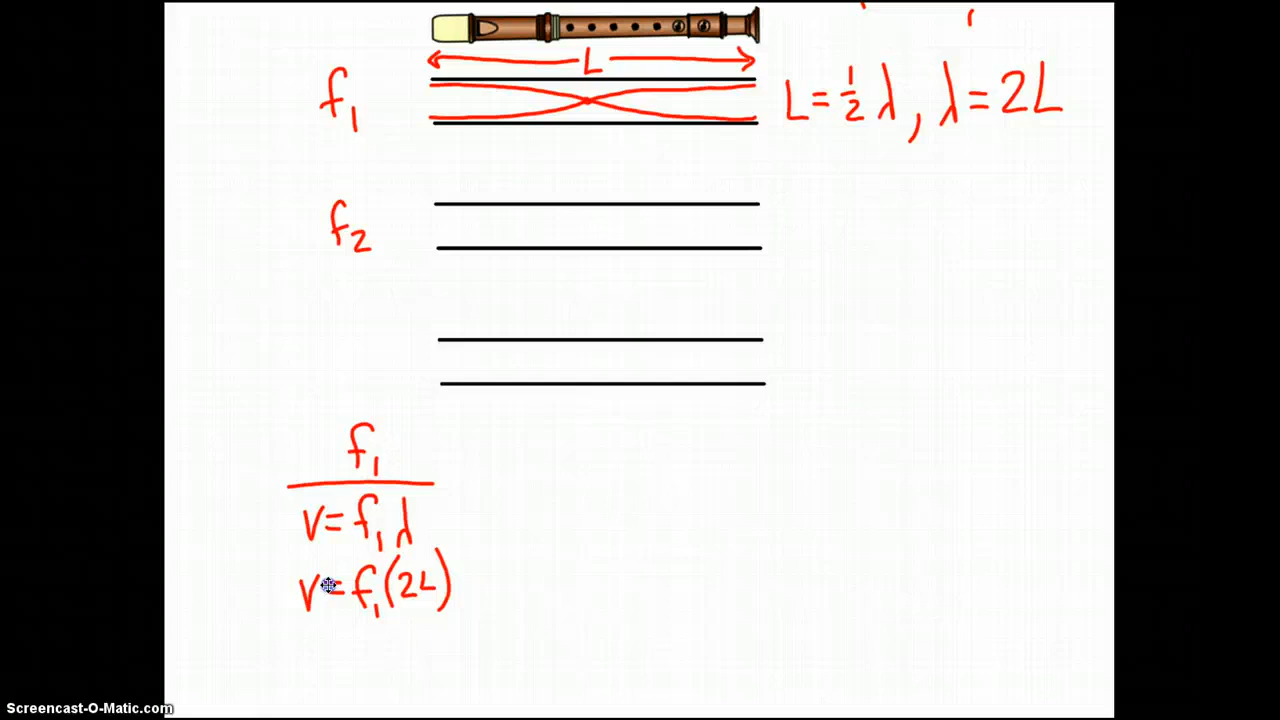 L
f₁
L = ½ λ , λ = 2L
f₂
f₁
v = f₁ λ
v = f₁ (2L)
Screencast-O-Matic.com